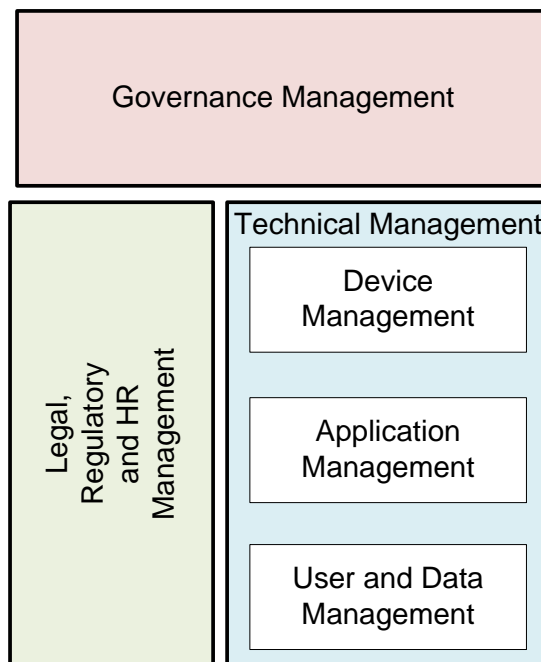 Governance Management
Legal,
Regulatory
and HR
Management
Technical Management
Device
Management
Application
Management
User and Data
Management